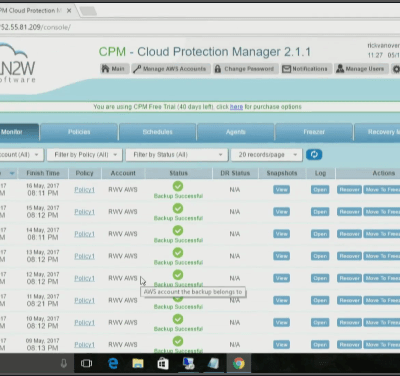 CPM Cloud Protection M
52.55.81.209/console/
N2W
software
CPM - Cloud Protection Manager 2.1.1
Main Manage AWS Accounts Change Password Notifications Manage Users
You are using CPM Free Trial (40 days left). click here for purchase options
Monitor Policies Schedules Agents Freezer Recovery M
ccount (All) Filter by Policy (All) Filter by Status (All) 20 records/page
Finish Time Policy Account Status DR Status Snapshots Log Actions
16 May, 2017
08:11 PM Policy1 RWV AWS Backup Successful N/A View Open Recover Move To Freez
15 May, 2017
08:12 PM Policy1 RWV AWS Backup Successful N/A View Open Recover Move To Freez
14 May, 2017
08:11 PM Policy1 RWV AWS Backup Successful N/A View Open Recover Move To Freez
13 May, 2017
08:12 PM Policy1 RWV AWS Backup Successful N/A View Open Recover Move To Freez
12 May, 2017
08:12 PM Policy1 RWV AWS Backup Successful N/A View Open Recover Move To Freez
AWS account the backup belongs to
11 May, 2017
08:21 PM Policy1 RWV AWS Backup Successful N/A View Open Recover Move To Freez
10 May, 2017
08:12 PM Policy1 RWV AWS Backup Successful N/A View Open Recover Move To Freez
09 May, 2017
08:13 PM Policy1 RWV AWS Backup Successful N/A View Open Recover Move To Freez